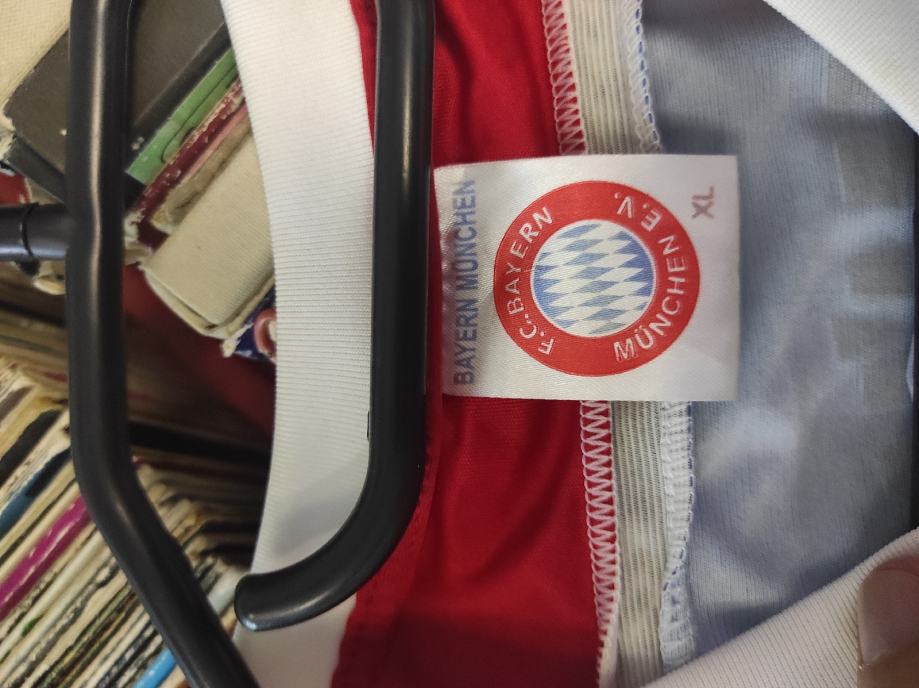 BAYERN MÜNCHEN
F.C. BAYERN
MÜNCHEN E.V.
XL